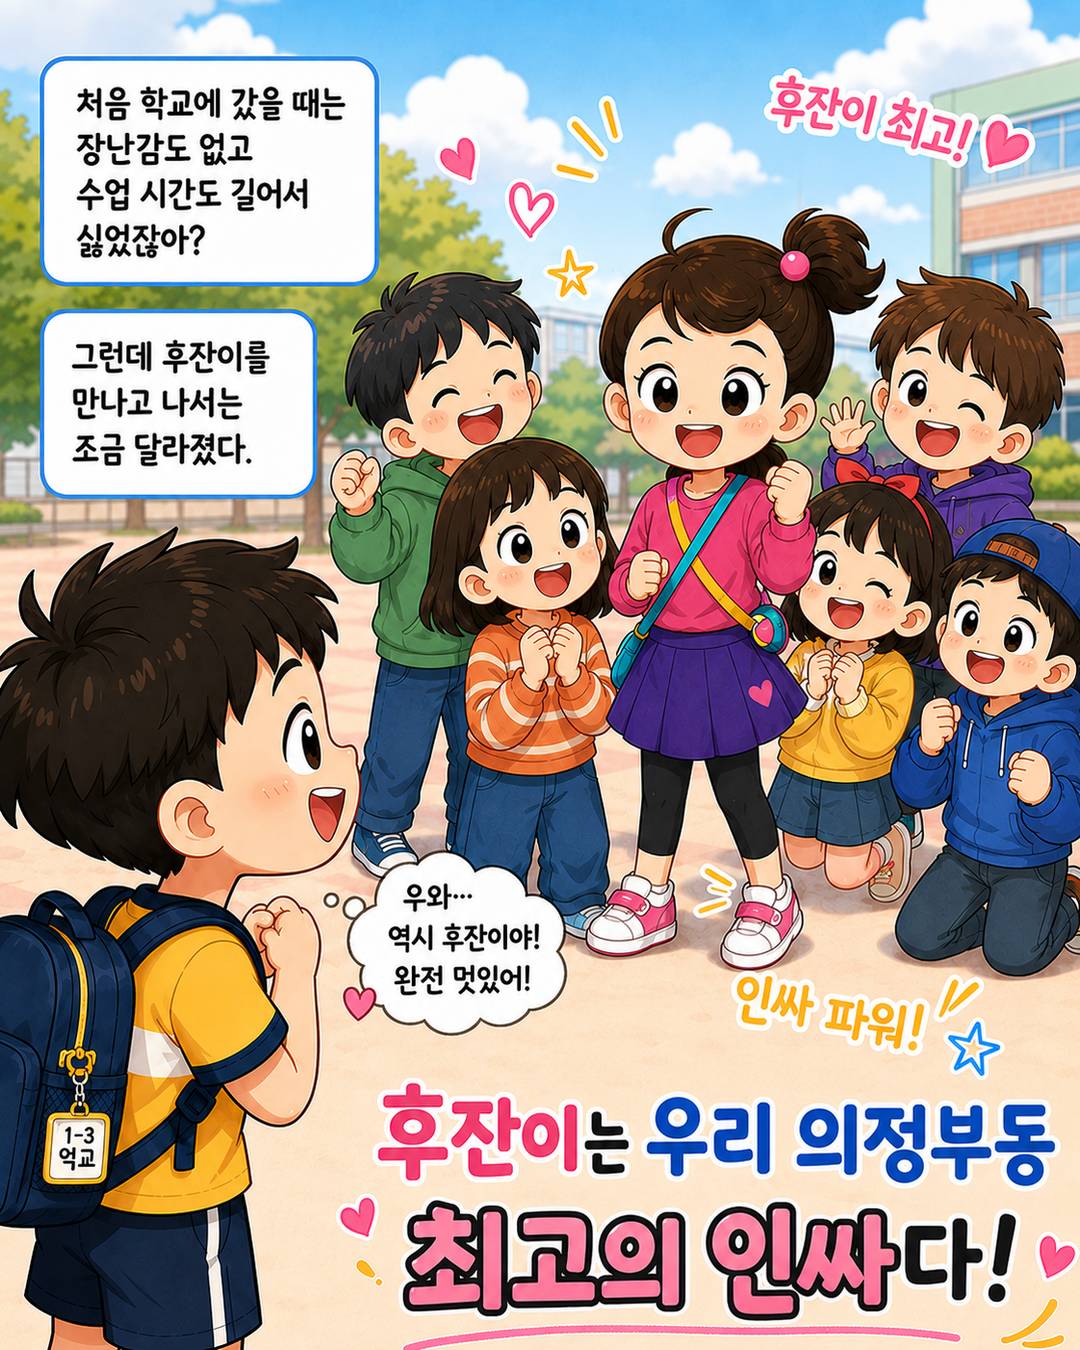 처음 학교에 갔을 때는
장난감도 없고
수업 시간도 길어서
싫었잖아?
그런데 후잔이를
만나고 나서는
조금 달라졌다.
후잔이 최고!
우와…
역시 후잔이야!
완전 멋있어!
인싸 파워!
1-3
억교
후잔이는 우리 의정부동
최고의 인싸다!